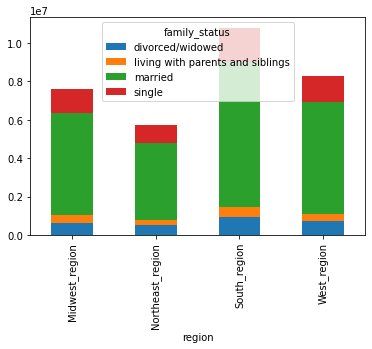 1e7
family_status
divorced/widowed
living with parents and siblings
married
single
1.0
0.8
0.6
0.4
0.2
0.0
Midwest_region
Northeast_region
South_region
West_region
region